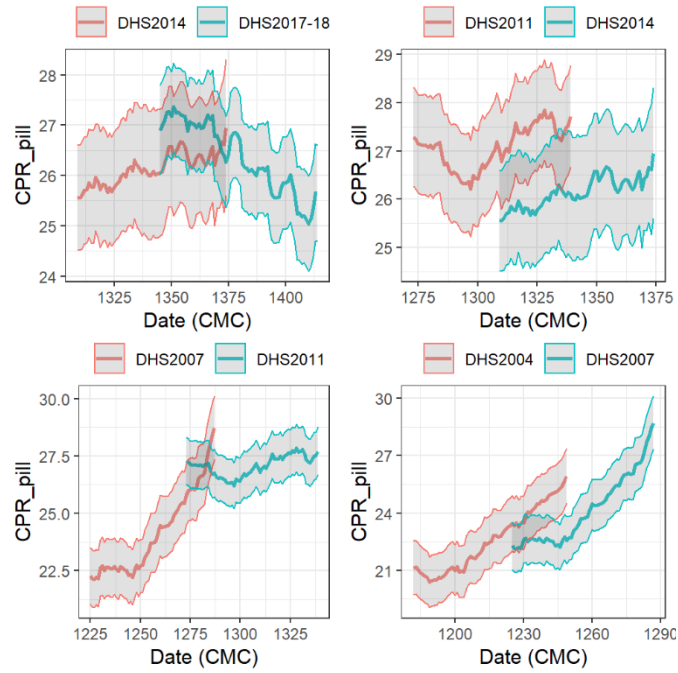 DHS2014 DHS2017-18
28
27
26
25
24
CPR_pill
1325 1350 1375 1400
Date (CMC)
DHS2011 DHS2014
29
28
27
26
25
CPR_pill
1275 1300 1325 1350 1375
Date (CMC)
DHS2007 DHS2011
30.0
27.5
25.0
22.5
CPR_pill
1225 1250 1275 1300 1325
Date (CMC)
DHS2004 DHS2007
30
27
24
21
CPR_pill
1200 1230 1260 1290
Date (CMC)